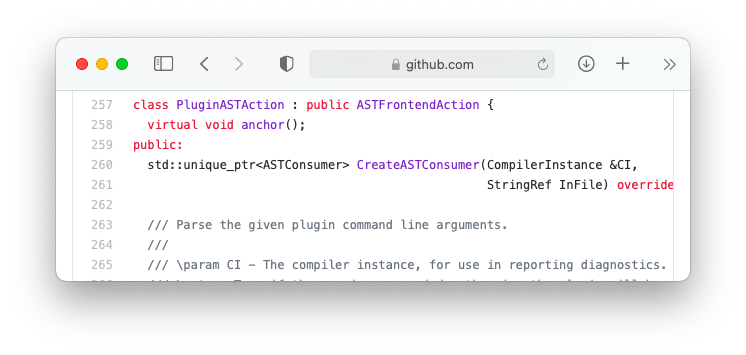 github.com
257 class PluginASTAction : public ASTFrontendAction {
258 virtual void anchor();
259 public:
260 std::unique_ptr<ASTConsumer> CreateASTConsumer(CompilerInstance &CI,
261 StringRef InFile) override
262
263 /// Parse the given plugin command line arguments.
264 ///
265 /// \param CI - The compiler instance, for use in reporting diagnostics.